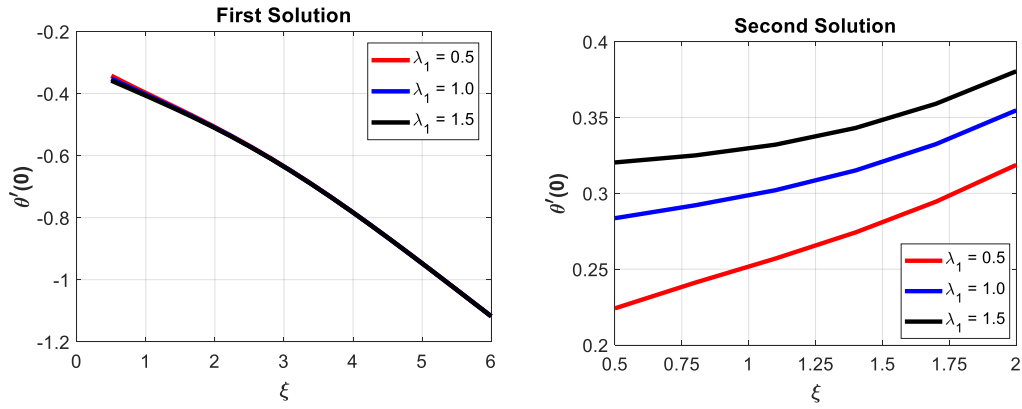 First Solution
-0.2
-0.4
-0.6
-0.8
-1
-1.2
θ′(0)
0 1 2 3 4 5 6
ξ
λ1 = 0.5
λ1 = 1.0
λ1 = 1.5
Second Solution
0.4
0.35
0.3
0.25
0.2
θ′(0)
0.5 0.75 1 1.25 1.5 1.75 2
ξ
λ1 = 0.5
λ1 = 1.0
λ1 = 1.5